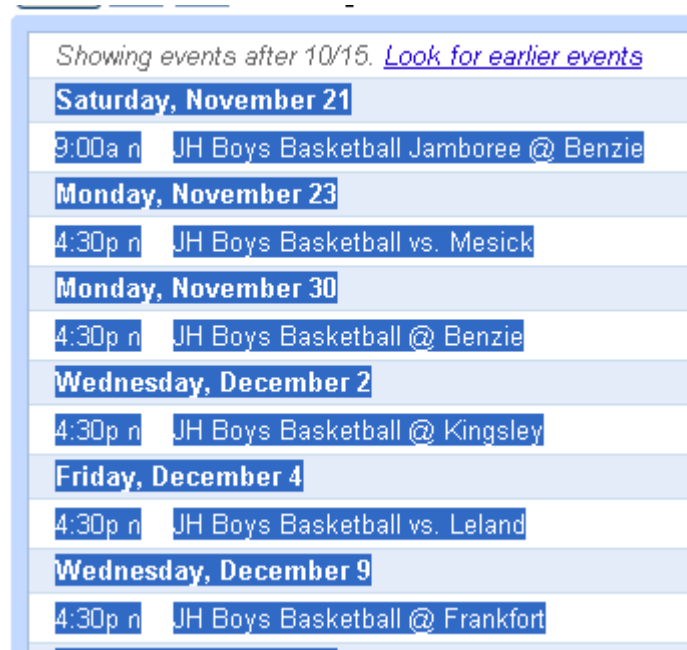 Showing events after 10/15. Look for earlier events
Saturday, November 21
9:00a n JH Boys Basketball Jamboree @ Benzie
Monday, November 23
4:30p n JH Boys Basketball vs. Mesick
Monday, November 30
4:30p n JH Boys Basketball @ Benzie
Wednesday, December 2
4:30p n JH Boys Basketball @ Kingsley
Friday, December 4
4:30p n JH Boys Basketball vs. Leland
Wednesday, December 9
4:30p n JH Boys Basketball @ Frankfort